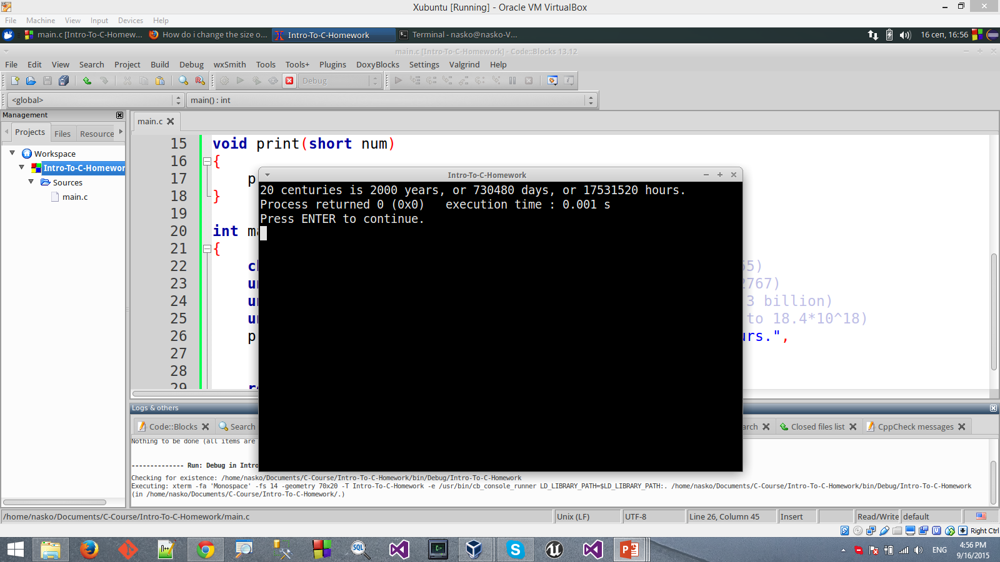 Xubuntu [Running] - Oracle VM VirtualBox
File Machine View Input Devices Help
main.c [Intro-To-C-Homew... How do i change the size o... Intro-To-C-Homework Terminal - nasko@nasko-V... 16 сеп, 16:56
main.c [Intro-To-C-Homework] - Code::Blocks 13.12
File Edit View Search Project Build Debug wxSmith Tools Tools+ Plugins DoxyBlocks Settings Valgrind Help
Debug
<global> main() : int
Management
Projects Files Resource
main.c
Workspace
Intro-To-C-Homewor
Sources
main.c
15 void print(short num)
16 {
17 p
18 }
19
20 int ma
21 {
22 ch 55)
23 un 2767)
24 un 3 billion)
25 un to 18.4*10^18)
26 p urs.",
27
28
29 re
Intro-To-C-Homework
20 centuries is 2000 years, or 730480 days, or 17531520 hours.
Process returned 0 (0x0) execution time : 0.001 s
Press ENTER to continue.
Logs & others
Code::Blocks Search arch Closed files list CppCheck messages
Nothing to be done (all items are
-------------- Run: Debug in Intro
Checking for existence: /home/nasko/Documents/C-Course/Intro-To-C-Homework/bin/Debug/Intro-To-C-Homework
Executing: xterm -fa 'Monospace' -fs 14 -geometry 70x20 -T Intro-To-C-Homework -e /usr/bin/cb_console_runner LD_LIBRARY_PATH=$LD_LIBRARY_PATH:. /home/nasko/Documents/C-Course/Intro-To-C-Homework/bin/Debug/Intro-To-C-Homework
(in /home/nasko/Documents/C-Course/Intro-To-C-Homework/.)
/home/nasko/Documents/C-Course/Intro-To-C-Homework/main.c Unix (LF) UTF-8 Line 26, Column 45 Insert Read/Write default
Right Ctrl
ENG 4:56 PM
9/16/2015